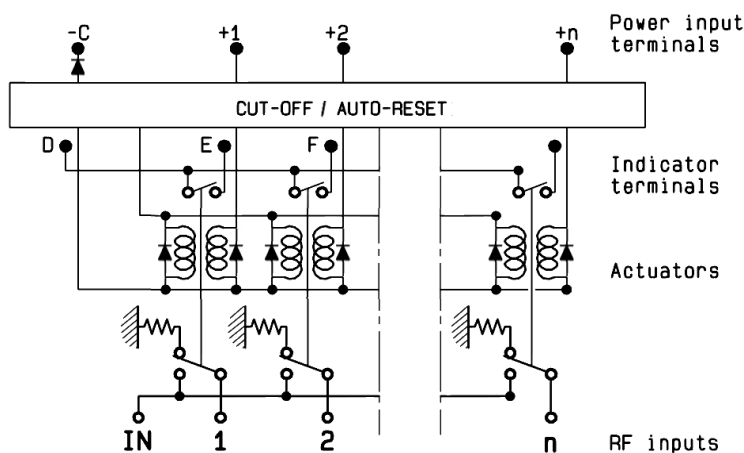 -C +1 +2 +n Power input
terminals
CUT-OFF / AUTO-RESET
D E F Indicator
terminals
Actuators
IN 1 2 n RF inputs